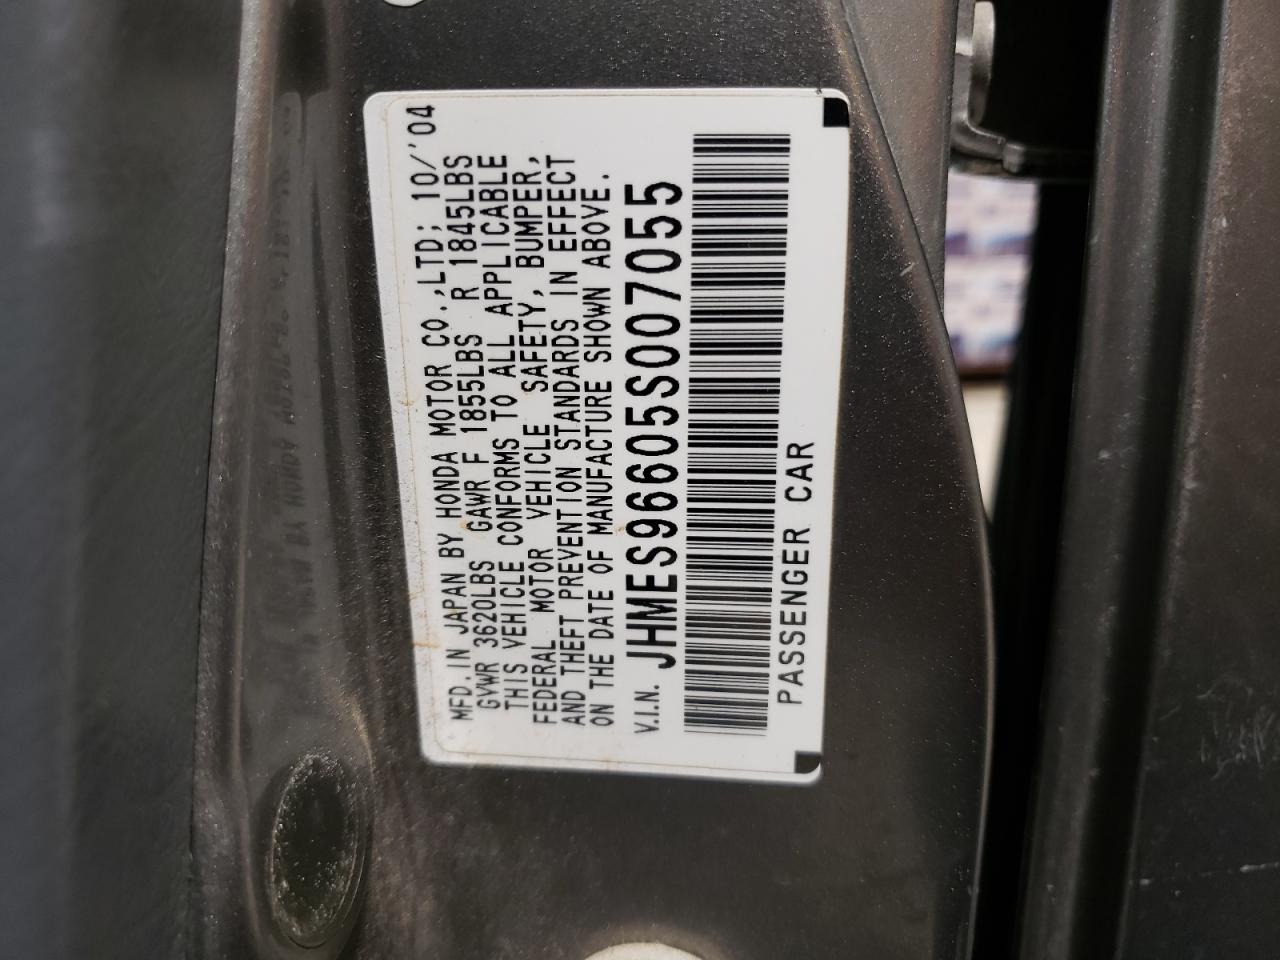 MFD. IN JAPAN BY HONDA MOTOR CO.,LTD; 10/'04
GVWR 3620LBS GAWR F 1855LBS R 1845LBS
THIS VEHICLE CONFORMS TO ALL APPLICABLE
FEDERAL MOTOR VEHICLE SAFETY, BUMPER,
AND THEFT PREVENTION STANDARDS IN EFFECT
ON THE DATE OF MANUFACTURE SHOWN ABOVE.
V.I.N. JHMES96605S007055
PASSENGER CAR